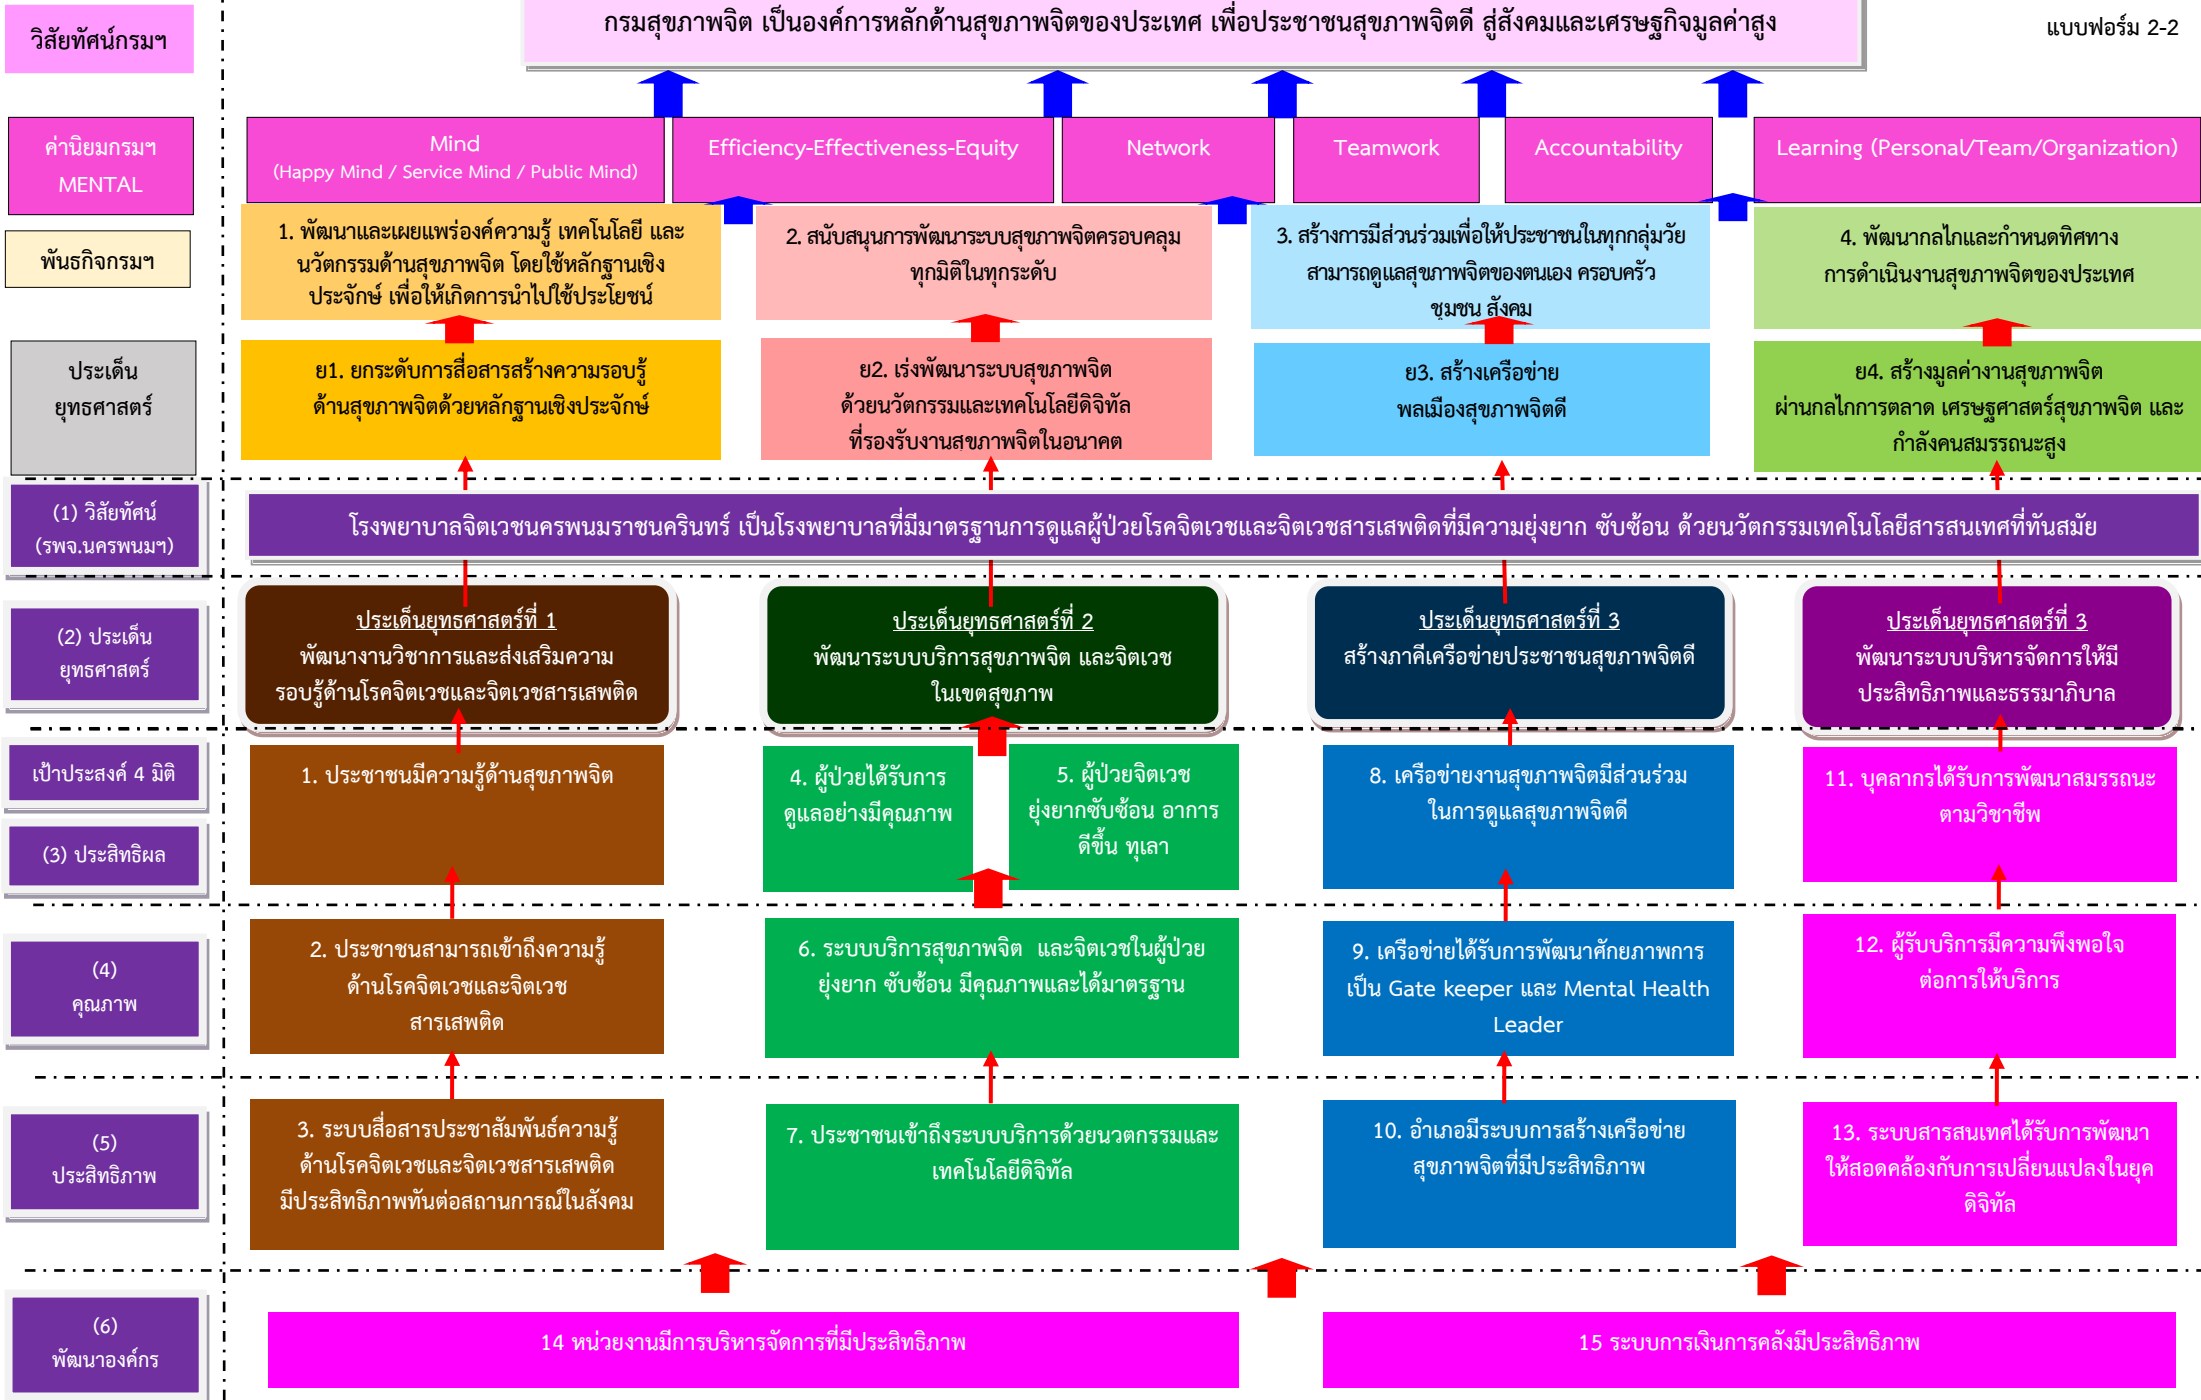 วิสัยทัศน์กรมฯ
กรมสุขภาพจิต เป็นองค์การหลักด้านสุขภาพจิตของประเทศ เพื่อประชาชนสุขภาพจิตดี สู่สังคมและเศรษฐกิจมูลค่าสูง
แบบฟอร์ม 2-2
ค่านิยมกรมฯ
MENTAL
Mind
(Happy Mind / Service Mind / Public Mind)
Efficiency-Effectiveness-Equity
Network
Teamwork
Accountability
Learning (Personal/Team/Organization)
พันธกิจกรมฯ
1. พัฒนาและเผยแพร่องค์ความรู้ เทคโนโลยี และ
นวัตกรรมด้านสุขภาพจิต โดยใช้หลักฐานเชิง
ประจักษ์ เพื่อให้เกิดการนำไปใช้ประโยชน์
2. สนับสนุนการพัฒนาระบบสุขภาพจิตครอบคลุม
ทุกมิติในทุกระดับ
3. สร้างการมีส่วนร่วมเพื่อให้ประชาชนในทุกกลุ่มวัย
สามารถดูแลสุขภาพจิตของตนเอง ครอบครัว
ชุมชน สังคม
4. พัฒนากลไกและกำหนดทิศทาง
การดำเนินงานสุขภาพจิตของประเทศ
ประเด็น
ยุทธศาสตร์
ย1. ยกระดับการสื่อสารสร้างความรอบรู้
ด้านสุขภาพจิตด้วยหลักฐานเชิงประจักษ์
ย2. เร่งพัฒนาระบบสุขภาพจิต
ด้วยนวัตกรรมและเทคโนโลยีดิจิทัล
ที่รองรับงานสุขภาพจิตในอนาคต
ย3. สร้างเครือข่าย
พลเมืองสุขภาพจิตดี
ย4. สร้างมูลค่างานสุขภาพจิต
ผ่านกลไกการตลาด เศรษฐศาสตร์สุขภาพจิต และ
กำลังคนสมรรถนะสูง
(1) วิสัยทัศน์
(รพจ.นครพนมฯ)
โรงพยาบาลจิตเวชนครพนมราชนครินทร์ เป็นโรงพยาบาลที่มีมาตรฐานการดูแลผู้ป่วยโรคจิตเวชและจิตเวชสารเสพติดที่มีความยุ่งยาก ซับซ้อน ด้วยนวัตกรรมเทคโนโลยีสารสนเทศที่ทันสมัย
(2) ประเด็น
ยุทธศาสตร์
ประเด็นยุทธศาสตร์ที่ 1
พัฒนางานวิชาการและส่งเสริมความ
รอบรู้ด้านโรคจิตเวชและจิตเวชสารเสพติด
ประเด็นยุทธศาสตร์ที่ 2
พัฒนาระบบบริการสุขภาพจิต และจิตเวช
ในเขตสุขภาพ
ประเด็นยุทธศาสตร์ที่ 3
สร้างภาคีเครือข่ายประชาชนสุขภาพจิตดี
ประเด็นยุทธศาสตร์ที่ 3
พัฒนาระบบบริหารจัดการให้มี
ประสิทธิภาพและธรรมาภิบาล
เป้าประสงค์ 4 มิติ
(3) ประสิทธิผล
1. ประชาชนมีความรู้ด้านสุขภาพจิต
4. ผู้ป่วยได้รับการ
ดูแลอย่างมีคุณภาพ
5. ผู้ป่วยจิตเวช
ยุ่งยากซับซ้อน อาการ
ดีขึ้น ทุเลา
8. เครือข่ายงานสุขภาพจิตมีส่วนร่วม
ในการดูแลสุขภาพจิตดี
11. บุคลากรได้รับการพัฒนาสมรรถนะ
ตามวิชาชีพ
(4)
คุณภาพ
2. ประชาชนสามารถเข้าถึงความรู้
ด้านโรคจิตเวชและจิตเวช
สารเสพติด
6. ระบบบริการสุขภาพจิต และจิตเวชในผู้ป่วย
ยุ่งยาก ซับซ้อน มีคุณภาพและได้มาตรฐาน
9. เครือข่ายได้รับการพัฒนาศักยภาพการ
เป็น Gate keeper และ Mental Health
Leader
12. ผู้รับบริการมีความพึงพอใจ
ต่อการให้บริการ
(5)
ประสิทธิภาพ
3. ระบบสื่อสารประชาสัมพันธ์ความรู้
ด้านโรคจิตเวชและจิตเวชสารเสพติด
มีประสิทธิภาพทันต่อสถานการณ์ในสังคม
7. ประชาชนเข้าถึงระบบบริการด้วยนวตกรรมและ
เทคโนโลยีดิจิทัล
10. อำเภอมีระบบการสร้างเครือข่าย
สุขภาพจิตที่มีประสิทธิภาพ
13. ระบบสารสนเทศได้รับการพัฒนา
ให้สอดคล้องกับการเปลี่ยนแปลงในยุค
ดิจิทัล
(6)
พัฒนาองค์กร
14 หน่วยงานมีการบริหารจัดการที่มีประสิทธิภาพ
15 ระบบการเงินการคลังมีประสิทธิภาพ